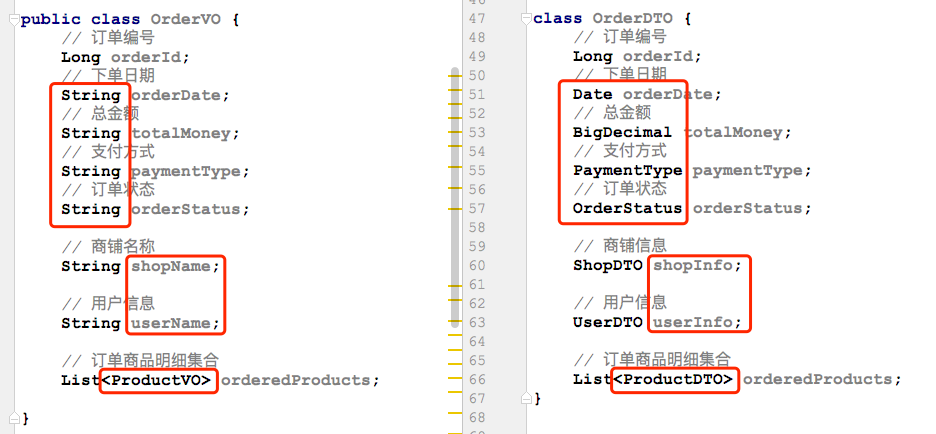 public class OrderVO {
// 订单编号
Long orderId;
// 下单日期
String orderDate;
// 总金额
String totalMoney;
// 支付方式
String paymentType;
// 订单状态
String orderStatus;
// 商铺名称
String shopName;
// 用户信息
String userName;
// 订单商品明细集合
List<ProductVO> orderedProducts;
}
47 class OrderDTO {
48 // 订单编号
49 Long orderId;
50 // 下单日期
51 Date orderDate;
52 // 总金额
53 BigDecimal totalMoney;
54 // 支付方式
55 PaymentType paymentType;
56 // 订单状态
57 OrderStatus orderStatus;
58
59 // 商铺信息
60 ShopDTO shopInfo;
61
62 // 用户信息
63 UserDTO userInfo;
64
65 // 订单商品明细集合
66 List<ProductDTO> orderedProducts;
67 }
68